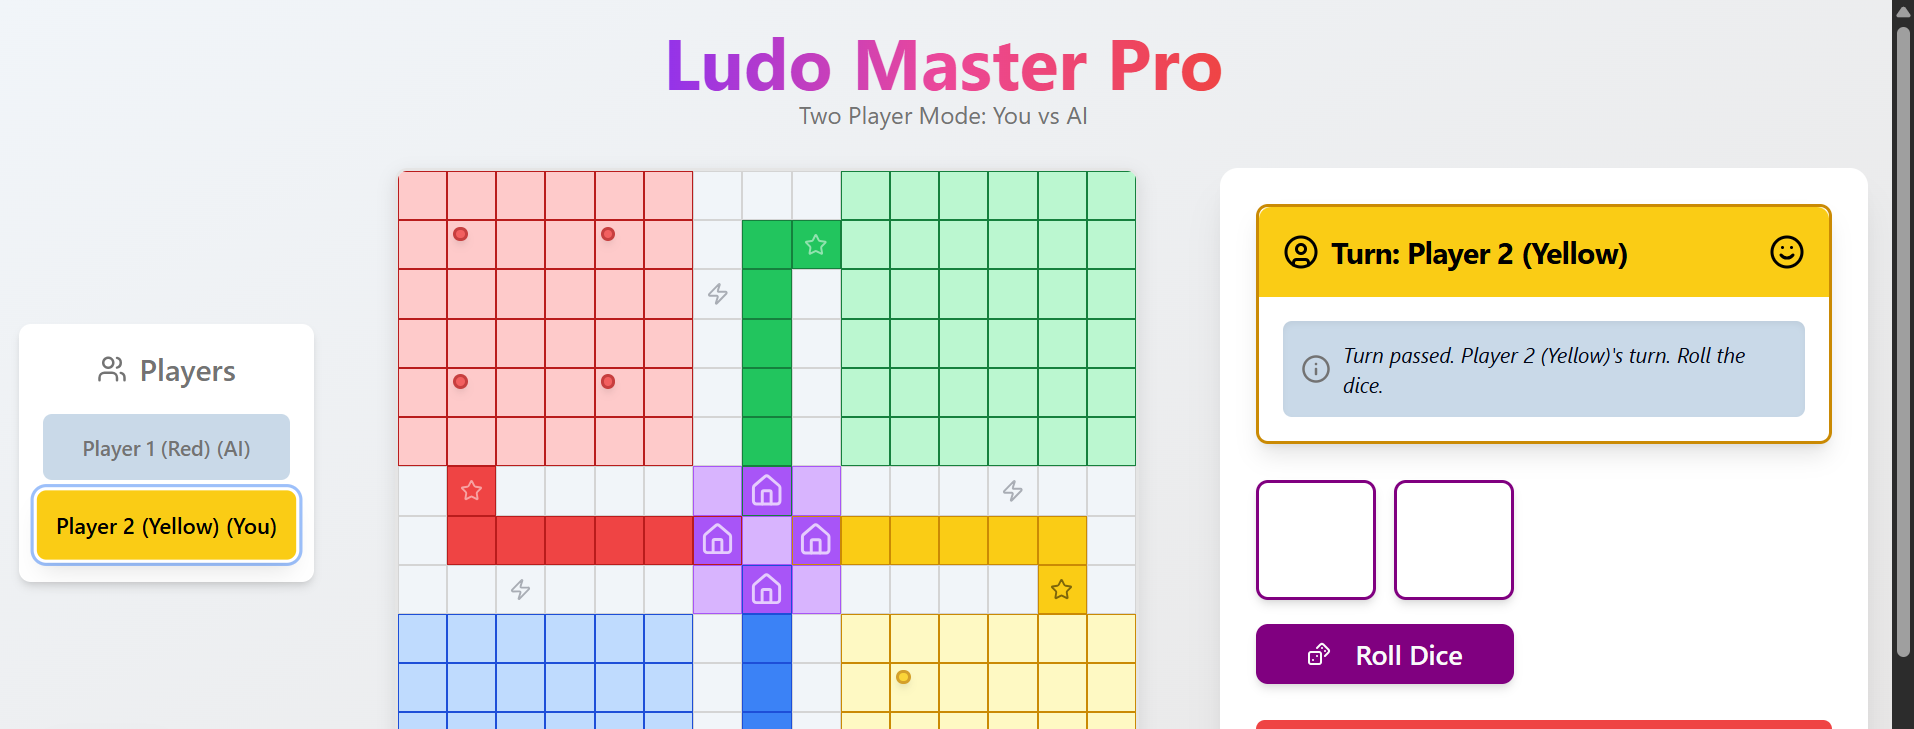 Ludo Master Pro
Two Player Mode: You vs AI
Players
Player 1 (Red) (AI)
Player 2 (Yellow) (You)
Turn: Player 2 (Yellow)
Turn passed. Player 2 (Yellow)'s turn. Roll the
dice.
Roll Dice